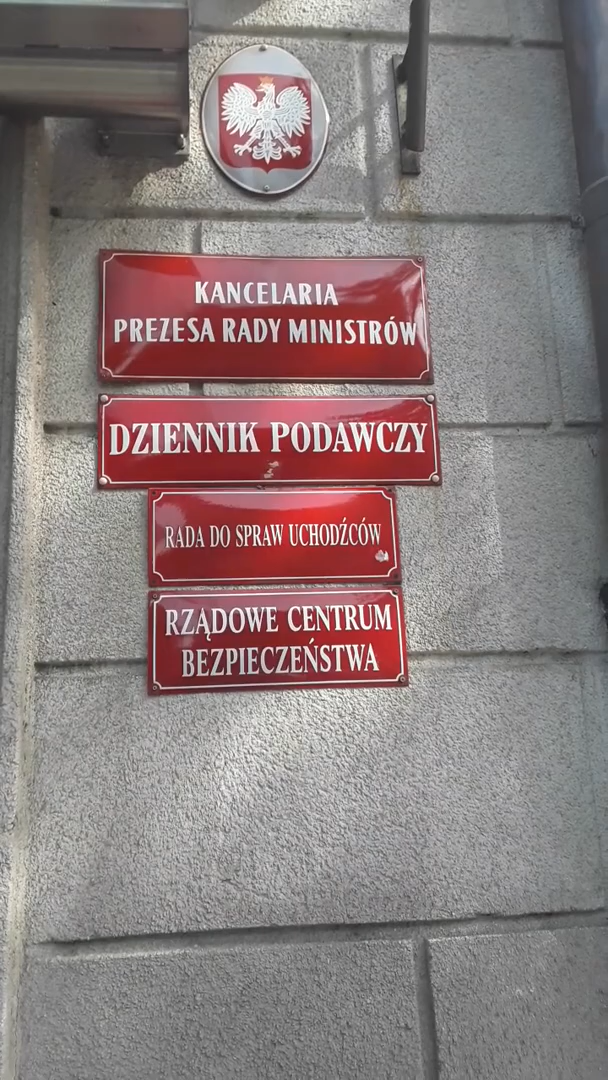 KANCELARIA
PREZESA RADY MINISTRÓW
DZIENNIK PODAWCZY
RADA DO SPRAW UCHODŹCÓW
RZĄDOWE CENTRUM
BEZPIECZEŃSTWA